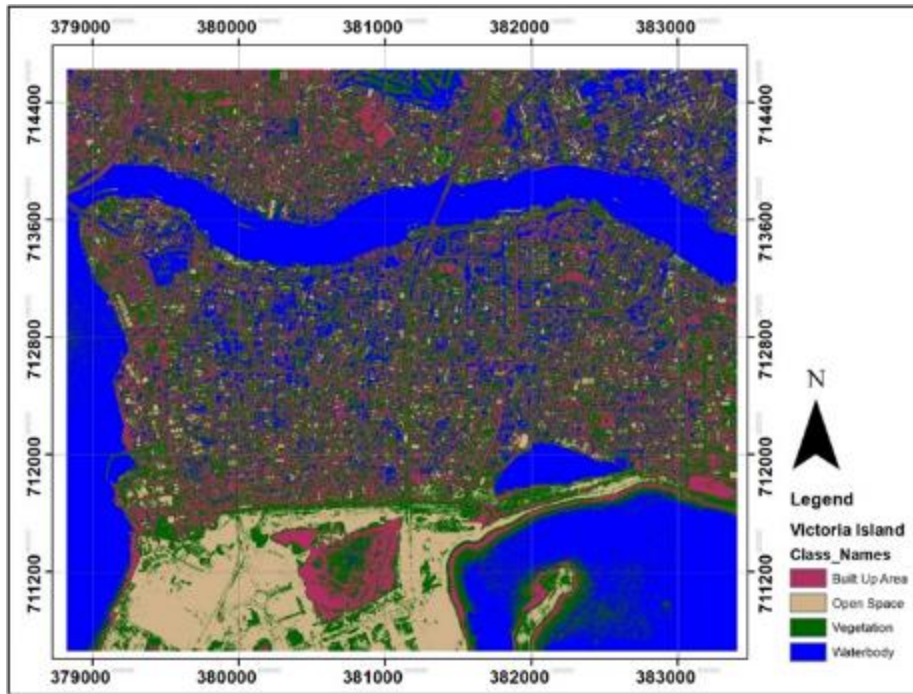 379000 380000 381000 382000 383000
714400 714400
713600 713600
712800 712800
712000 712000
711200 711200
379000 380000 381000 382000 383000
N
Legend
Victoria Island
Class_Names
Built Up Area
Open Space
Vegetation
Waterbody